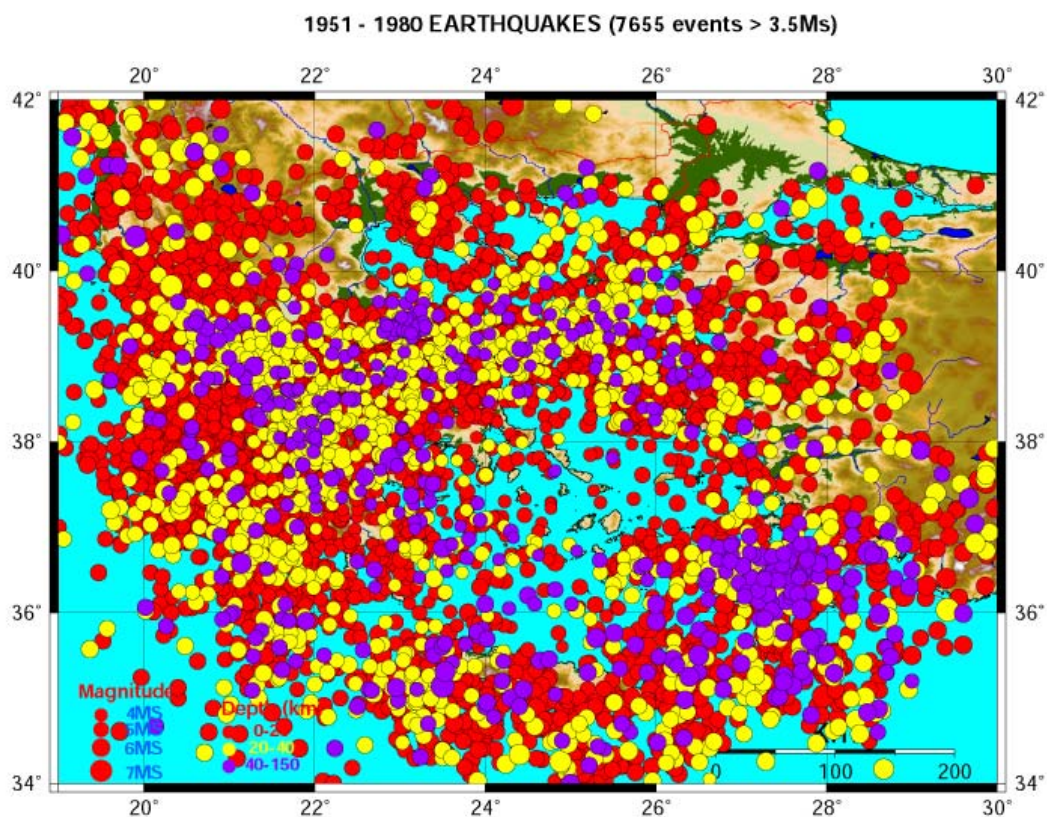 1951 - 1980 EARTHQUAKES (7655 events > 3.5Ms)
20° 22° 24° 26° 28° 30°
42° 42°
40° 40°
38° 38°
36° 36°
34° 34°
Magnitude
4MS
5MS
6MS
7MS
Depth (km
0-2
20-40
40-150
0 100 200
20° 22° 24° 26° 28° 30°